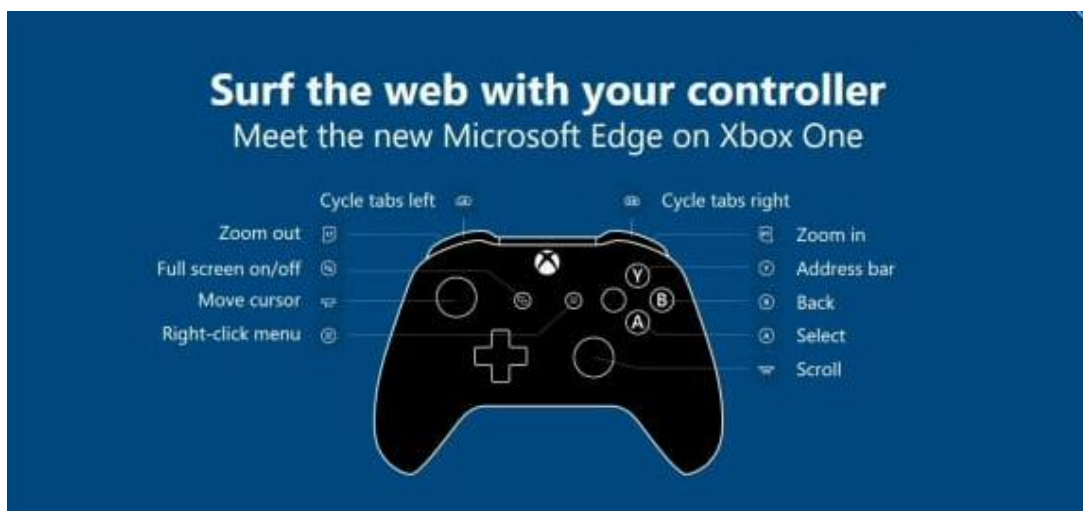 Surf the web with your controller
Meet the new Microsoft Edge on Xbox One
Cycle tabs left
Cycle tabs right
Zoom out
Zoom in
Full screen on/off
Address bar
Move cursor
Back
Right-click menu
Select
Scroll
Y
B
A